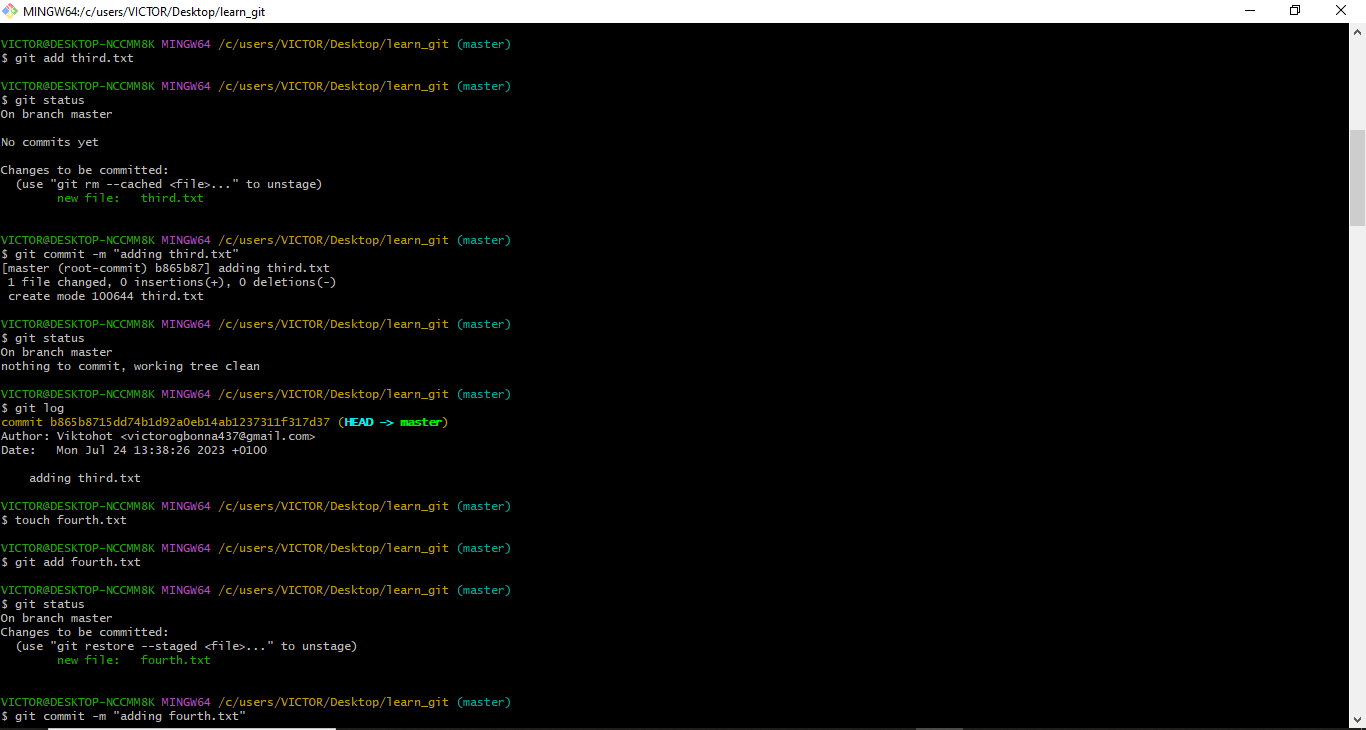 MINGW64:/c/users/VICTOR/Desktop/learn_git
VICTOR@DESKTOP-NCCMM8K MINGW64 /c/users/VICTOR/Desktop/learn_git (master)
$ git add third.txt
VICTOR@DESKTOP-NCCMM8K MINGW64 /c/users/VICTOR/Desktop/learn_git (master)
$ git status
On branch master
No commits yet
Changes to be committed:
  (use "git rm --cached <file>..." to unstage)
        new file:   third.txt
VICTOR@DESKTOP-NCCMM8K MINGW64 /c/users/VICTOR/Desktop/learn_git (master)
$ git commit -m "adding third.txt"
[master (root-commit) b865b87] adding third.txt
 1 file changed, 0 insertions(+), 0 deletions(-)
 create mode 100644 third.txt
VICTOR@DESKTOP-NCCMM8K MINGW64 /c/users/VICTOR/Desktop/learn_git (master)
$ git status
On branch master
nothing to commit, working tree clean
VICTOR@DESKTOP-NCCMM8K MINGW64 /c/users/VICTOR/Desktop/learn_git (master)
$ git log
commit b865b8715dd74b1d92a0eb14ab1237311f317d37 (HEAD -> master)
Author: Viktohot <victorogbonna437@gmail.com>
Date:   Mon Jul 24 13:38:26 2023 +0100
    adding third.txt
VICTOR@DESKTOP-NCCMM8K MINGW64 /c/users/VICTOR/Desktop/learn_git (master)
$ touch fourth.txt
VICTOR@DESKTOP-NCCMM8K MINGW64 /c/users/VICTOR/Desktop/learn_git (master)
$ git add fourth.txt
VICTOR@DESKTOP-NCCMM8K MINGW64 /c/users/VICTOR/Desktop/learn_git (master)
$ git status
On branch master
Changes to be committed:
  (use "git restore --staged <file>..." to unstage)
        new file:   fourth.txt
VICTOR@DESKTOP-NCCMM8K MINGW64 /c/users/VICTOR/Desktop/learn_git (master)
$ git commit -m "adding fourth.txt"